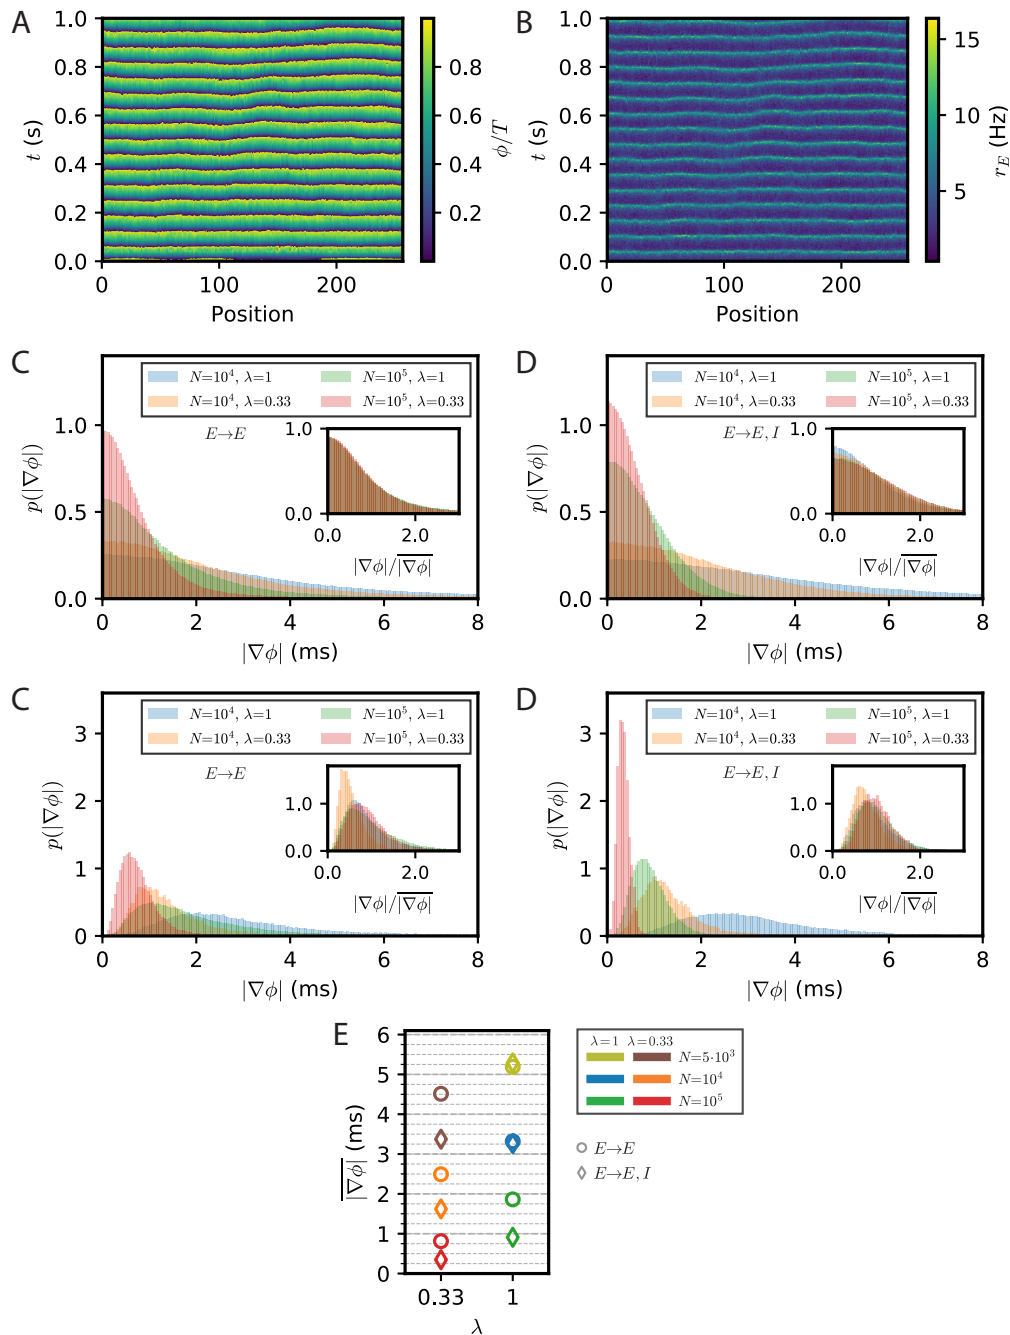 A
B
1.0
0.8
0.6
0.4
0.2
0.0
t (s)
0
100
200
Position
0.8
0.6
0.4
0.2
ϕ/T
1.0
0.8
0.6
0.4
0.2
0.0
t (s)
0
100
200
Position
15
10
5
r_E (Hz)
C
N=10^4, λ=1
N=10^5, λ=1
N=10^4, λ=0.33
N=10^5, λ=0.33
E→E
1.0
0.5
0.0
p(|∇ϕ|)
1.0
0.0
0.0
2.0
|∇ϕ|/\overline{|∇ϕ|}
0
2
4
6
8
|∇ϕ| (ms)
D
N=10^4, λ=1
N=10^5, λ=1
N=10^4, λ=0.33
N=10^5, λ=0.33
E→E, I
1.0
0.5
0.0
p(|∇ϕ|)
1.0
0.0
0.0
2.0
|∇ϕ|/\overline{|∇ϕ|}
0
2
4
6
8
|∇ϕ| (ms)
C
N=10^4, λ=1
N=10^5, λ=1
N=10^4, λ=0.33
N=10^5, λ=0.33
E→E
3
2
1
0
p(|∇ϕ|)
1.0
0.0
0.0
2.0
|∇ϕ|/\overline{|∇ϕ|}
0
2
4
6
8
|∇ϕ| (ms)
D
N=10^4, λ=1
N=10^5, λ=1
N=10^4, λ=0.33
N=10^5, λ=0.33
E→E, I
3
2
1
0
p(|∇ϕ|)
1.0
0.0
0.0
2.0
|∇ϕ|/\overline{|∇ϕ|}
0
2
4
6
8
|∇ϕ| (ms)
E
6
5
4
3
2
1
0
\overline{|∇ϕ|} (ms)
0.33
1
λ
λ=1 λ=0.33
N=5·10^3
N=10^4
N=10^5
E→E
E→E, I